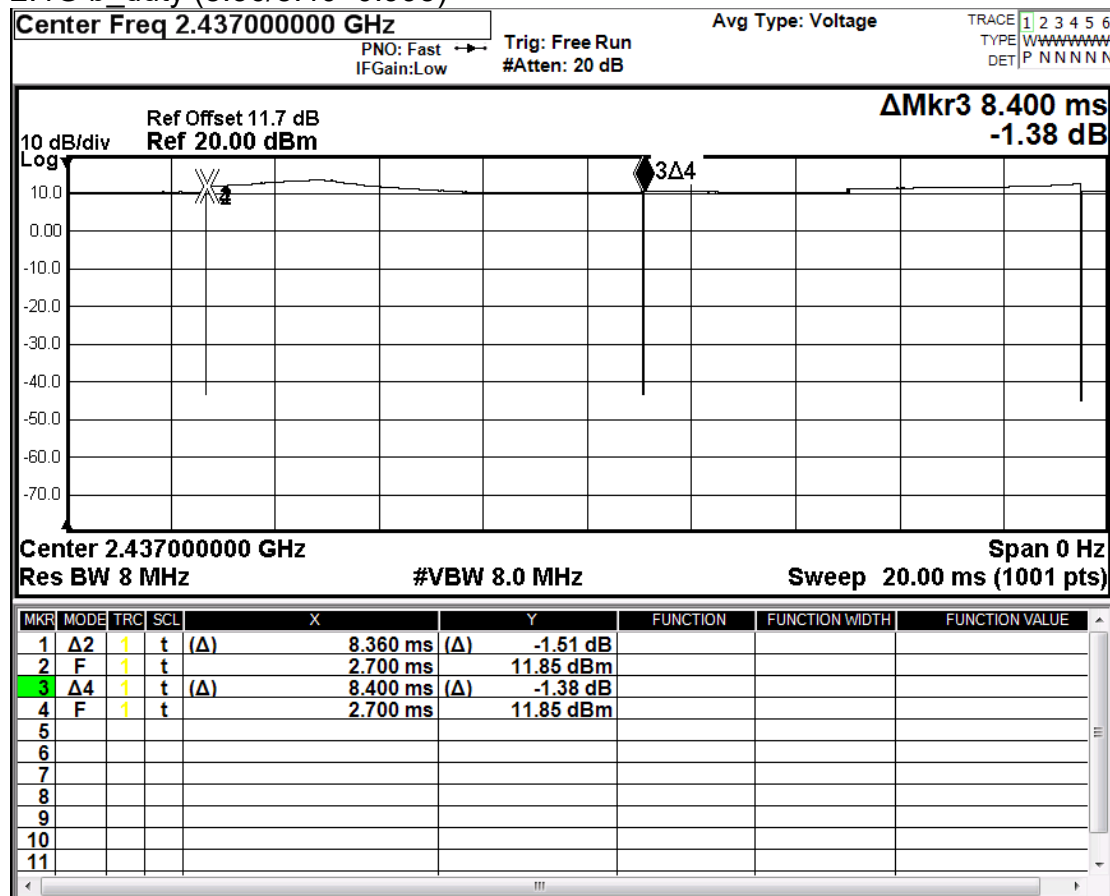 Center Freq 2.437000000 GHz
PNO: Fast
IFGain:Low
Trig: Free Run
#Atten: 20 dB
Avg Type: Voltage
TRACE 1 2 3 4 5 6
TYPE WWWWWWW
DET P N N N N N
ΔMkr3 8.400 ms
-1.38 dB
Ref Offset 11.7 dB
10 dB/div Ref 20.00 dBm
Log
3Δ4
10.0
0.00
-10.0
-20.0
-30.0
-40.0
-50.0
-60.0
-70.0
Center 2.437000000 GHz Span 0 Hz
Res BW 8 MHz #VBW 8.0 MHz Sweep 20.00 ms (1001 pts)
MKR MODE TRC SCL X Y FUNCTION FUNCTION WIDTH FUNCTION VALUE
1 Δ2 1 t (Δ) 8.360 ms (Δ) -1.51 dB
2 F 1 t 2.700 ms 11.85 dBm
3 Δ4 1 t (Δ) 8.400 ms (Δ) -1.38 dB
4 F 1 t 2.700 ms 11.85 dBm
5
6
7
8
9
10
11